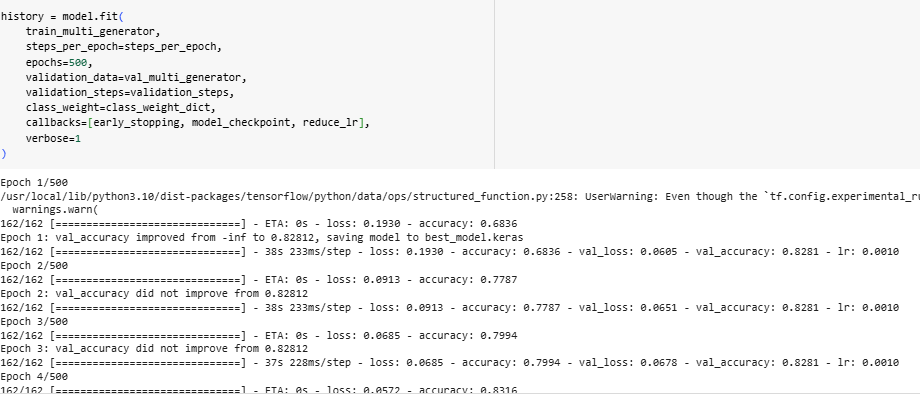 history = model.fit(
    train_multi_generator,
    steps_per_epoch=steps_per_epoch,
    epochs=500,
    validation_data=val_multi_generator,
    validation_steps=validation_steps,
    class_weight=class_weight_dict,
    callbacks=[early_stopping, model_checkpoint, reduce_lr],
    verbose=1
)
Epoch 1/500
/usr/local/lib/python3.10/dist-packages/tensorflow/python/data/ops/structured_function.py:258: UserWarning: Even though the `tf.config.experimental_ru
  warnings.warn(
162/162 [==============================] - ETA: 0s - loss: 0.1930 - accuracy: 0.6836
Epoch 1: val_accuracy improved from -inf to 0.82812, saving model to best_model.keras
162/162 [==============================] - 38s 233ms/step - loss: 0.1930 - accuracy: 0.6836 - val_loss: 0.0605 - val_accuracy: 0.8281 - lr: 0.0010
Epoch 2/500
162/162 [==============================] - ETA: 0s - loss: 0.0913 - accuracy: 0.7787
Epoch 2: val_accuracy did not improve from 0.82812
162/162 [==============================] - 38s 233ms/step - loss: 0.0913 - accuracy: 0.7787 - val_loss: 0.0651 - val_accuracy: 0.8281 - lr: 0.0010
Epoch 3/500
162/162 [==============================] - ETA: 0s - loss: 0.0685 - accuracy: 0.7994
Epoch 3: val_accuracy did not improve from 0.82812
162/162 [==============================] - 37s 228ms/step - loss: 0.0685 - accuracy: 0.7994 - val_loss: 0.0678 - val_accuracy: 0.8281 - lr: 0.0010
Epoch 4/500
162/162 [==============================] - ETA: 0s - loss: 0.0572 - accuracy: 0.8316